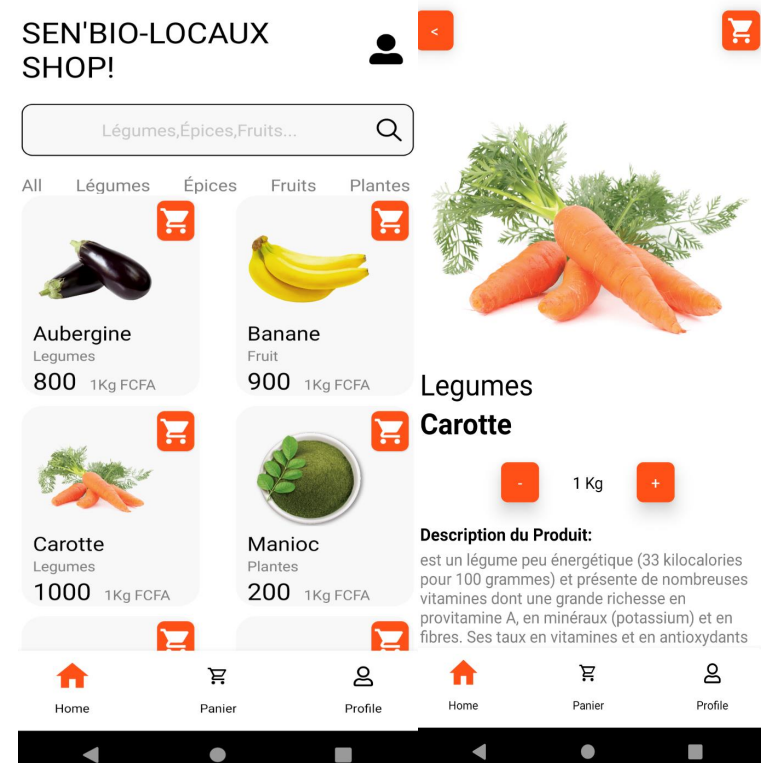 SEN'BIO-LOCAUX
SHOP!
Légumes,Épices,Fruits...
All Légumes Épices Fruits Plantes
Aubergine
Legumes
800 1Kg FCFA
Banane
Fruit
900 1Kg FCFA
Carotte
Legumes
1000 1Kg FCFA
Manioc
Plantes
200 1Kg FCFA
Home Panier Profile
<
Legumes
Carotte
- 1 Kg +
Description du Produit:
est un légume peu énergétique (33 kilocalories
pour 100 grammes) et présente de nombreuses
vitamines dont une grande richesse en
provitamine A, en minéraux (potassium) et en
fibres. Ses taux en vitamines et en antioxydants
Home Panier Profile